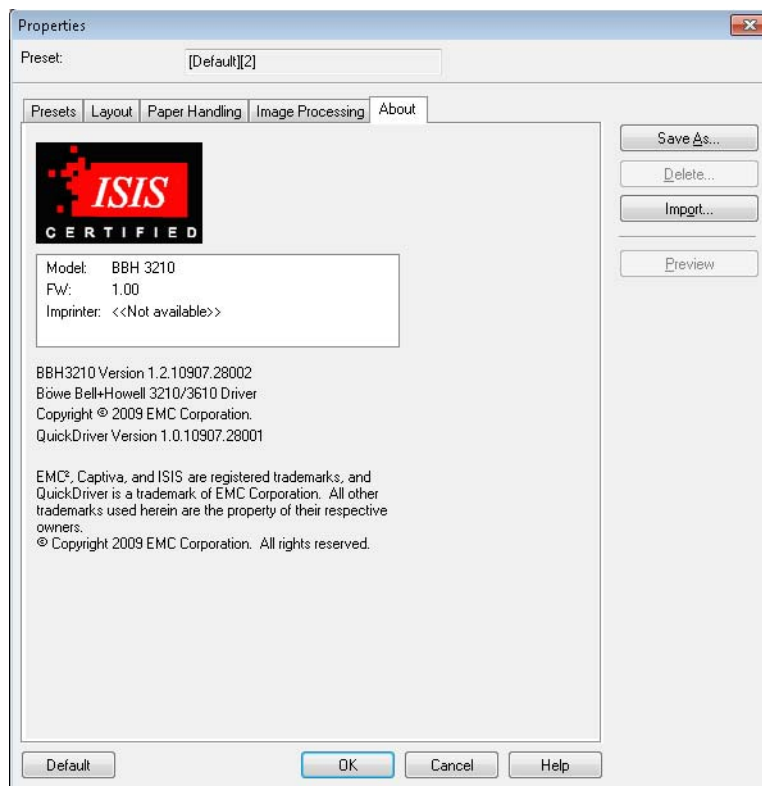 Properties
Preset: [Default][2]
Presets Layout Paper Handling Image Processing About
ISIS
CERTIFIED
Model: BBH 3210
FW: 1.00
Imprinter: <<Not available>>
BBH3210 Version 1.2.10907.28002
Böwe Bell+Howell 3210/3610 Driver
Copyright © 2009 EMC Corporation.
QuickDriver Version 1.0.10907.28001
EMC², Captiva, and ISIS are registered trademarks, and
QuickDriver is a trademark of EMC Corporation. All other
trademarks used herein are the property of their respective
owners.
© Copyright 2009 EMC Corporation. All rights reserved.
Save As...
Delete...
Import...
Preview
Default OK Cancel Help